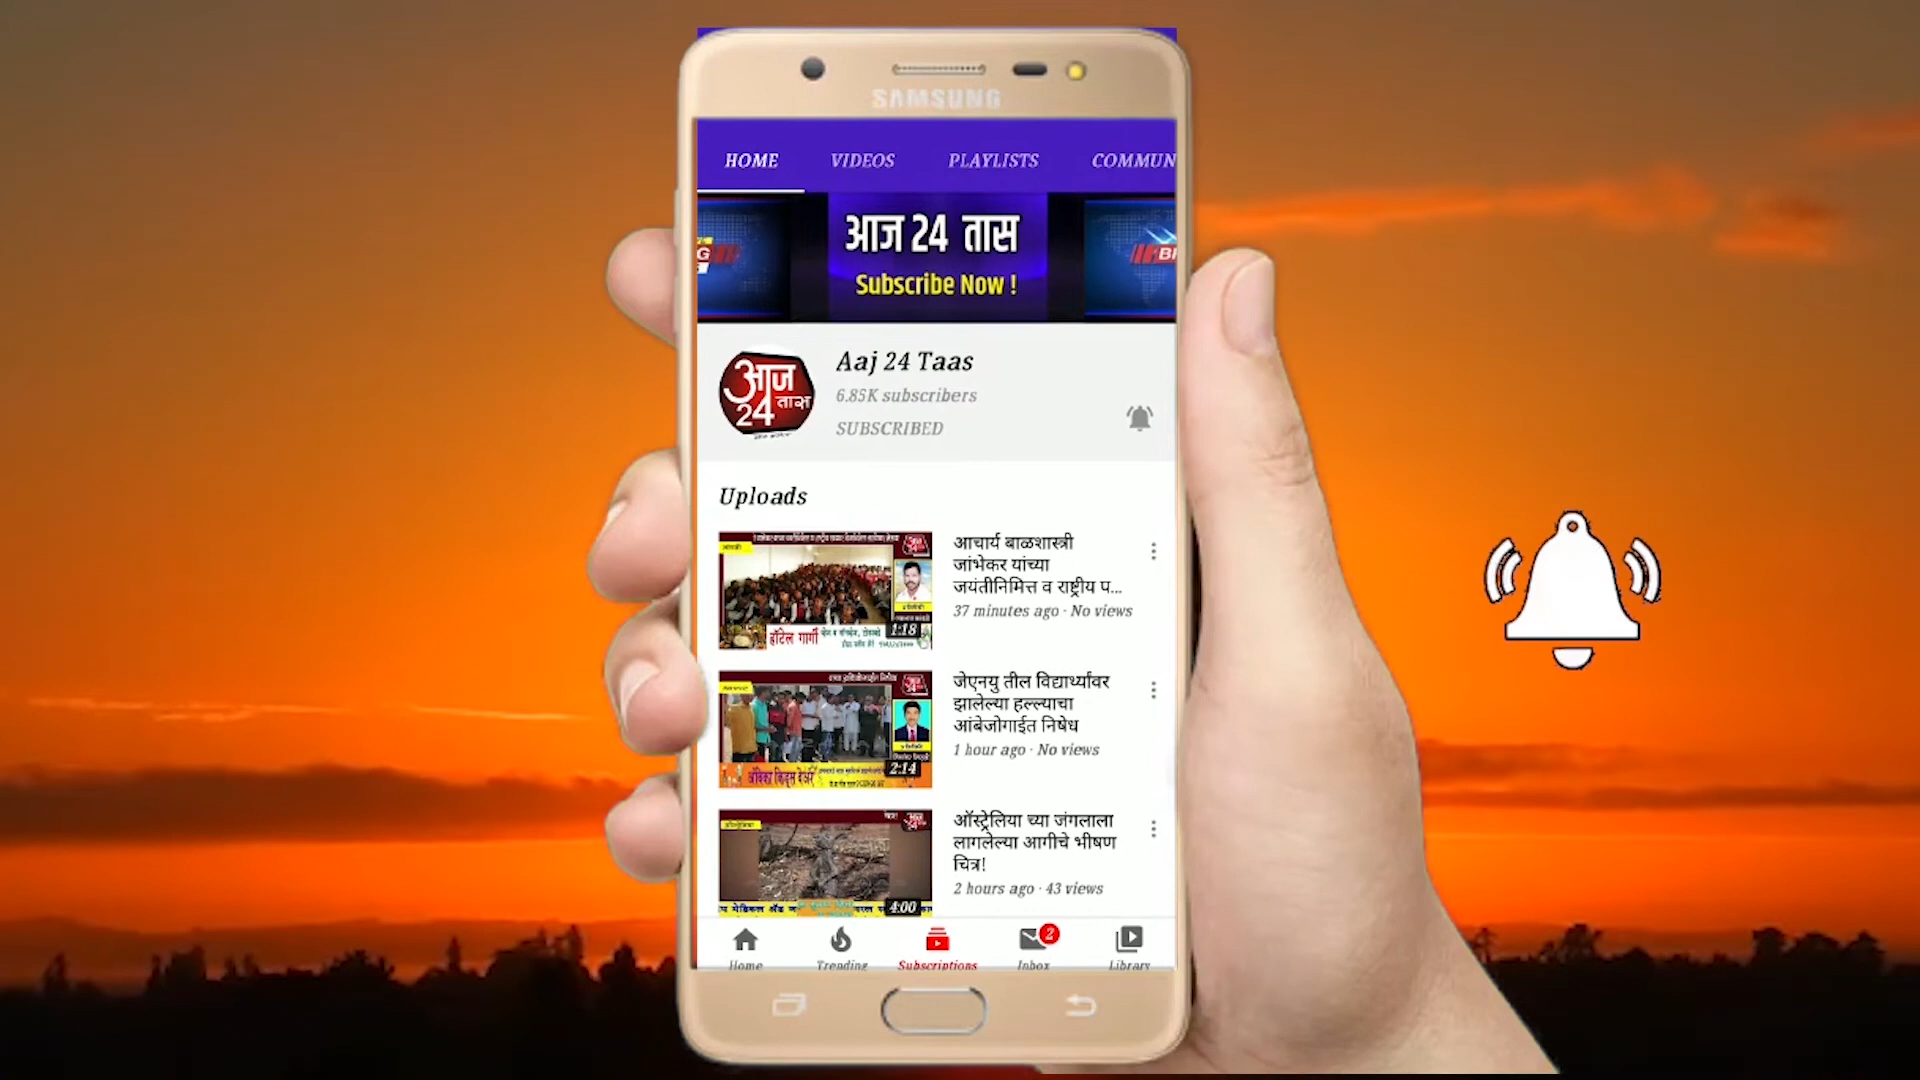 SAMSUNG
HOME VIDEOS PLAYLISTS COMMUN
आज 24 तास
Subscribe Now !
आज
24 तास
Aaj 24 Taas
6.85K subscribers
SUBSCRIBED
Uploads
आचार्य बाळशास्त्री
जांभेकर यांच्या
जयंतीनिमित्त व राष्ट्रीय प...
37 minutes ago · No views
हॉटेल गार्गी
1:18
जेएनयु तील विद्यार्थ्यांवर
झालेल्या हल्ल्याचा
आंबेजोगाईत निषेध
1 hour ago · No views
2:14
ऑस्ट्रेलिया च्या जंगलाला
लागलेल्या आगीचे भीषण
चित्र!
2 hours ago · 43 views
4:00
2
Home Trending Subscriptions Inbox Library